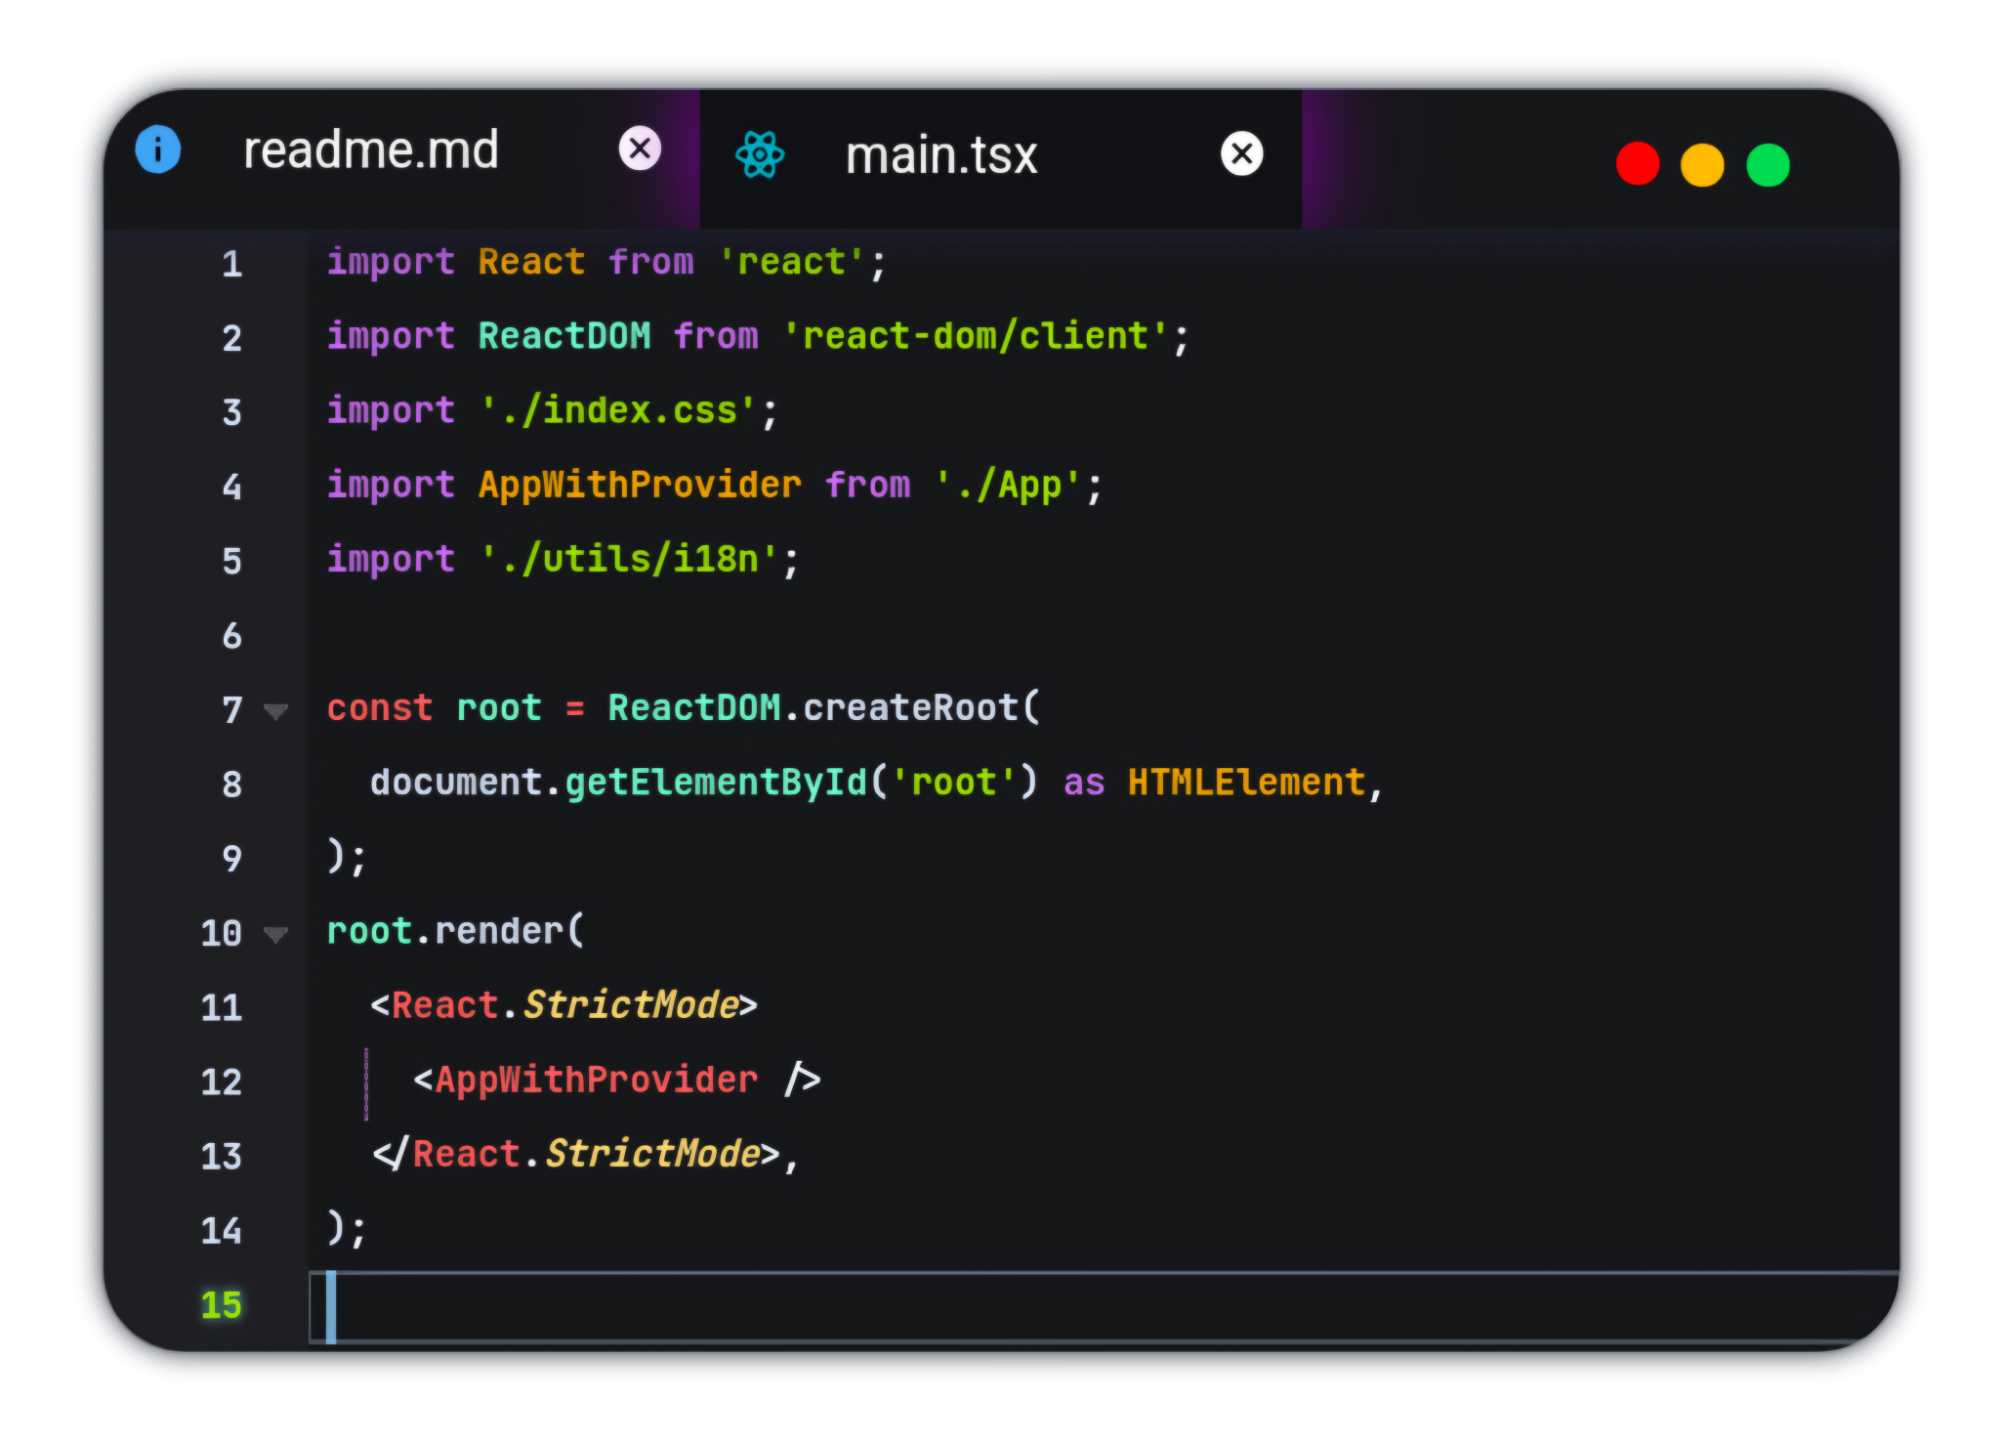 readme.md
main.tsx
1 import React from 'react';
2 import ReactDOM from 'react-dom/client';
3 import './index.css';
4 import AppWithProvider from './App';
5 import './utils/i18n';
6
7 const root = ReactDOM.createRoot(
8   document.getElementById('root') as HTMLElement,
9 );
10 root.render(
11   <React.StrictMode>
12     <AppWithProvider />
13   </React.StrictMode>,
14 );
15